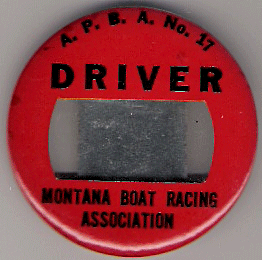 A. P. B. A. No. 17
DRIVER
MONTANA BOAT RACING
ASSOCIATION